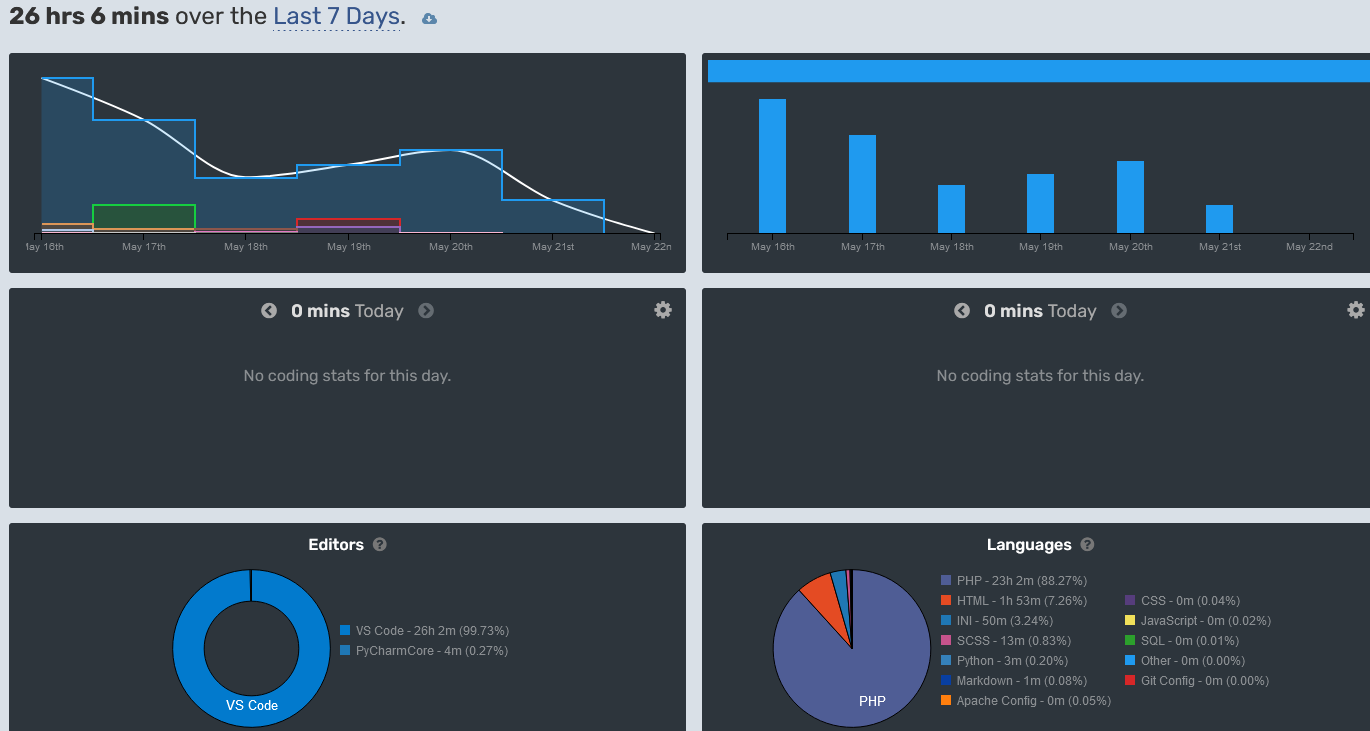 26 hrs 6 mins over the Last 7 Days.
May 16th May 17th May 18th May 19th May 20th May 21st May 22n
May 16th May 17th May 18th May 19th May 20th May 21st May 22nd
0 mins Today
No coding stats for this day.
0 mins Today
No coding stats for this day.
Editors ?
VS Code - 26h 2m (99.73%)
PyCharmCore - 4m (0.27%)
VS Code
Languages ?
PHP - 23h 2m (88.27%)
HTML - 1h 53m (7.26%)
INI - 50m (3.24%)
SCSS - 13m (0.83%)
Python - 3m (0.20%)
Markdown - 1m (0.08%)
Apache Config - 0m (0.05%)
CSS - 0m (0.04%)
JavaScript - 0m (0.02%)
SQL - 0m (0.01%)
Other - 0m (0.00%)
Git Config - 0m (0.00%)
PHP